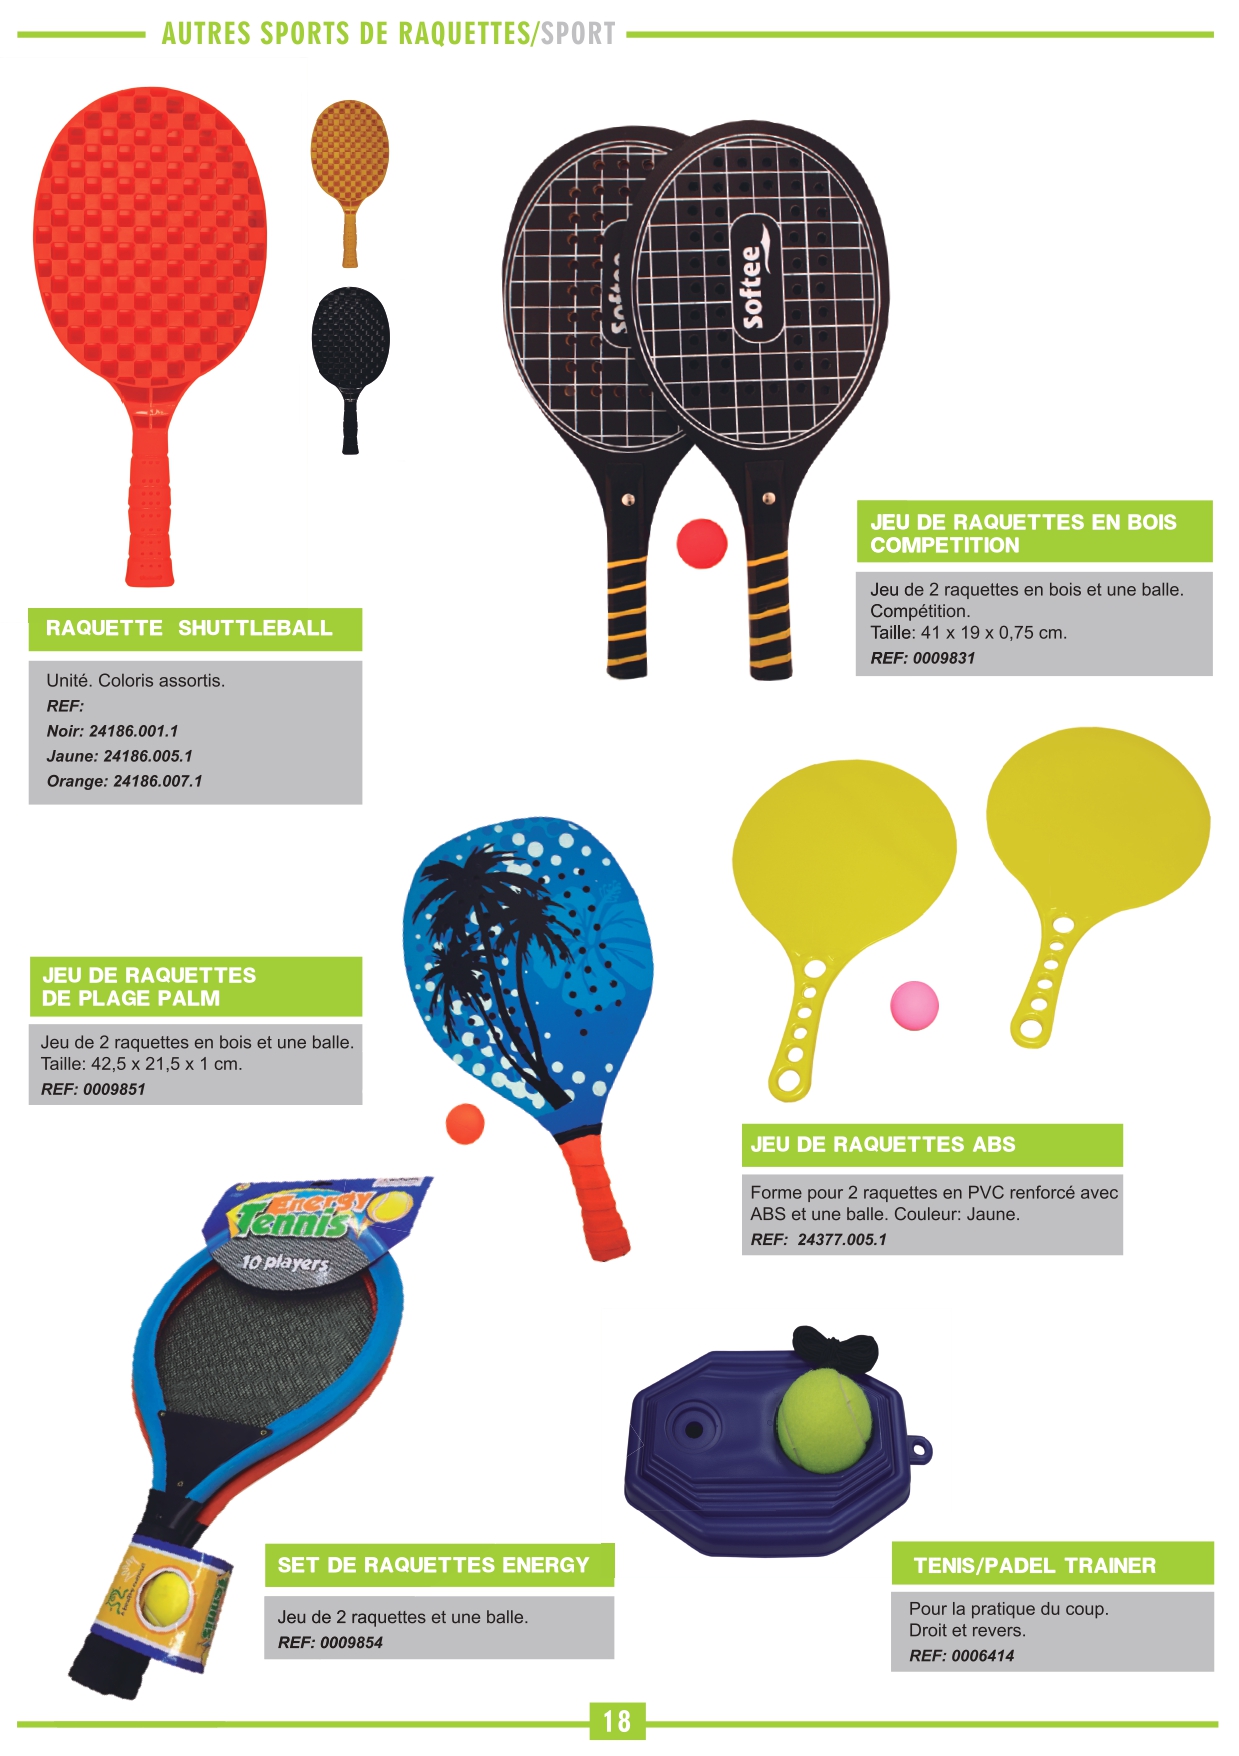 AUTRES SPORTS DE RAQUETTES/SPORT
Softee
Softee
RAQUETTE SHUTTLEBALL
Unité. Coloris assortis.
REF:
Noir: 24186.001.1
Jaune: 24186.005.1
Orange: 24186.007.1
JEU DE RAQUETTES EN BOIS
COMPETITION
Jeu de 2 raquettes en bois et une balle.
Compétition.
Taille: 41 x 19 x 0,75 cm.
REF: 0009831
JEU DE RAQUETTES
DE PLAGE PALM
Jeu de 2 raquettes en bois et une balle.
Taille: 42,5 x 21,5 x 1 cm.
REF: 0009851
JEU DE RAQUETTES ABS
Forme pour 2 raquettes en PVC renforcé avec
ABS et une balle. Couleur: Jaune.
REF: 24377.005.1
Energy
Tennis
10 players
SET DE RAQUETTES ENERGY
Jeu de 2 raquettes et une balle.
REF: 0009854
TENIS/PADEL TRAINER
Pour la pratique du coup.
Droit et revers.
REF: 0006414
18